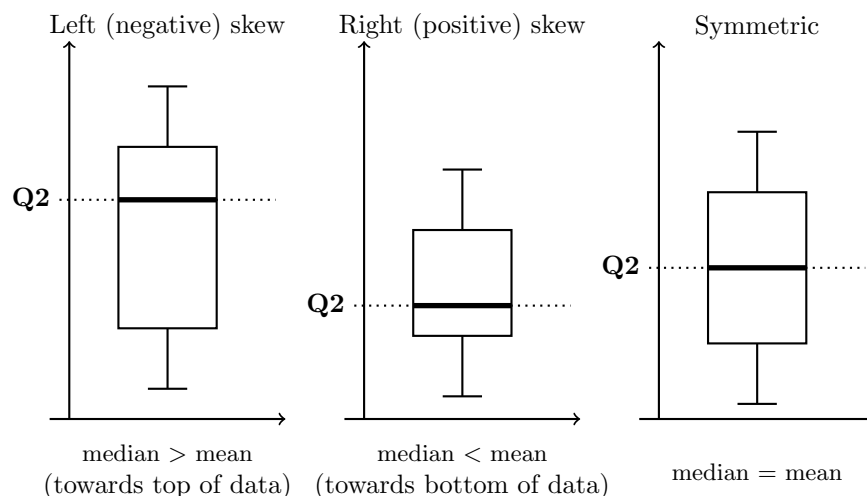 Left (negative) skew
Right (positive) skew
Symmetric
Q2
Q2
Q2
median > mean
(towards top of data)
median < mean
(towards bottom of data)
median = mean